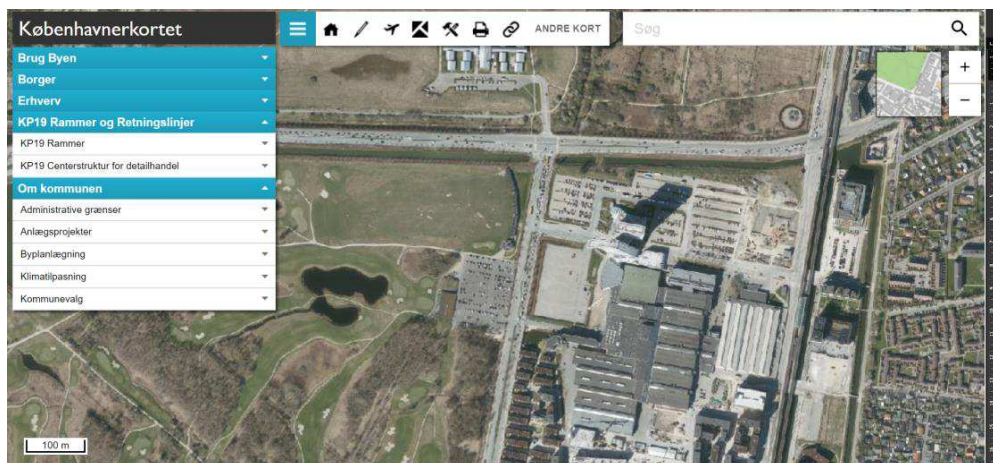 Københavnerkortet
ANDRE KORT
Søg
Brug Byen
Borger
Erhverv
KP19 Rammer og Retningslinjer
KP19 Rammer
KP19 Centerstruktur for detailhandel
Om kommunen
Administrative grænser
Anlægsprojekter
Byplanlægning
Klimatilpasning
Kommunevalg
+
−
100 m